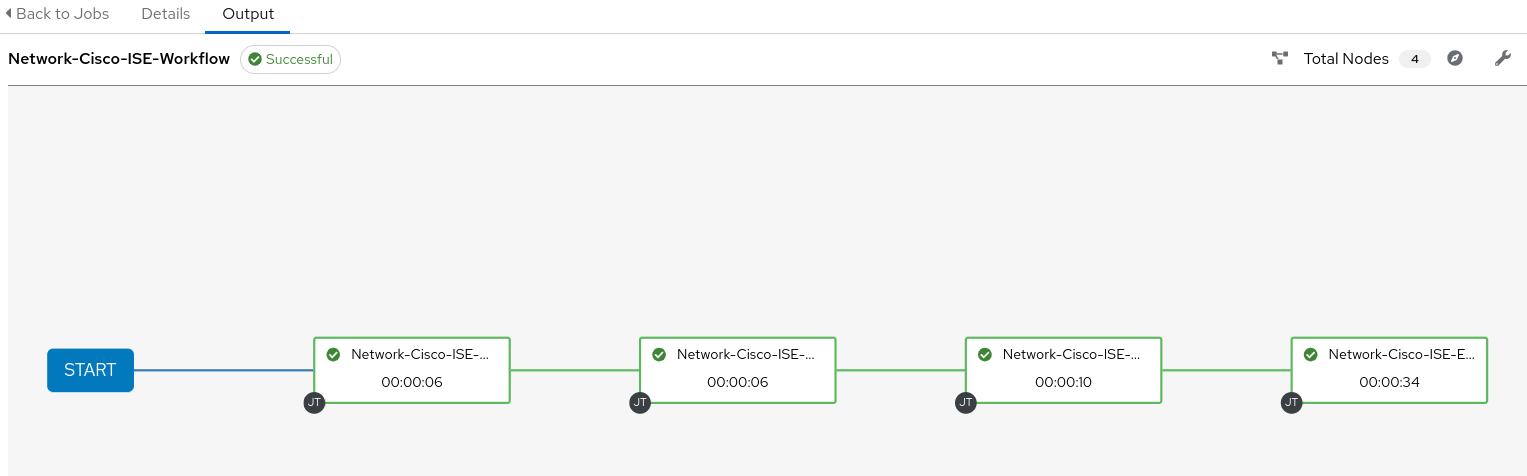 Back to Jobs Details Output
Network-Cisco-ISE-Workflow Successful Total Nodes 4
START
Network-Cisco-ISE-...
00:00:06
JT
Network-Cisco-ISE-...
00:00:06
JT
Network-Cisco-ISE-...
00:00:10
JT
Network-Cisco-ISE-E...
00:00:34
JT